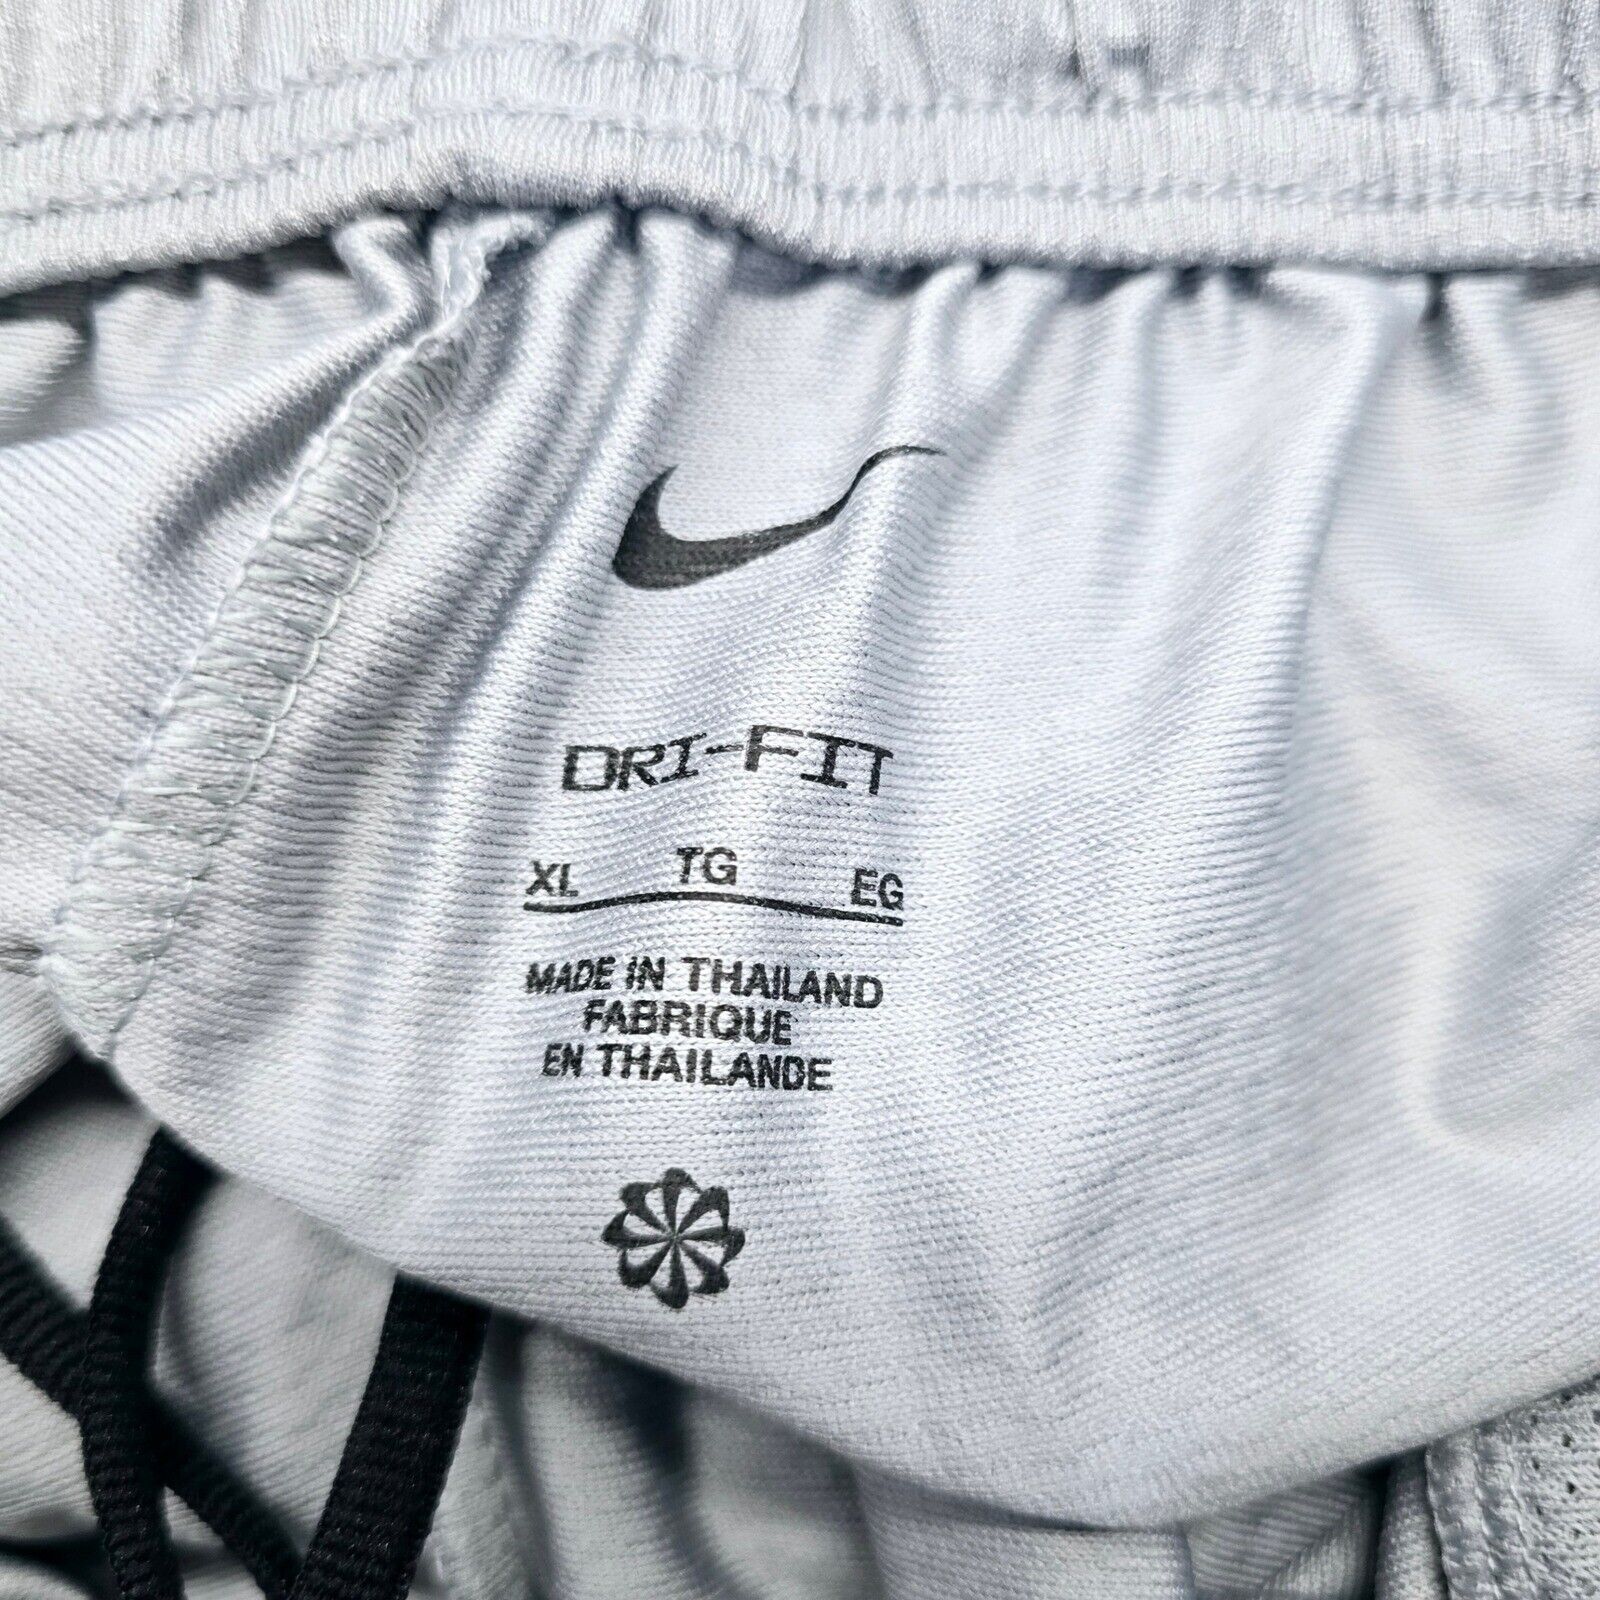 DRI-FIT
XL TG EG
MADE IN THAILAND
FABRIQUE
EN THAILANDE